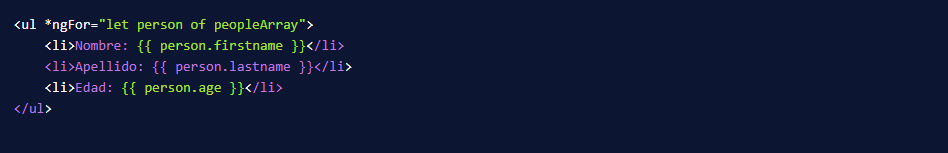 <ul *ngFor="let person of peopleArray">
    <li>Nombre: {{ person.firstname }}</li>
    <li>Apellido: {{ person.lastname }}</li>
    <li>Edad: {{ person.age }}</li>
</ul>